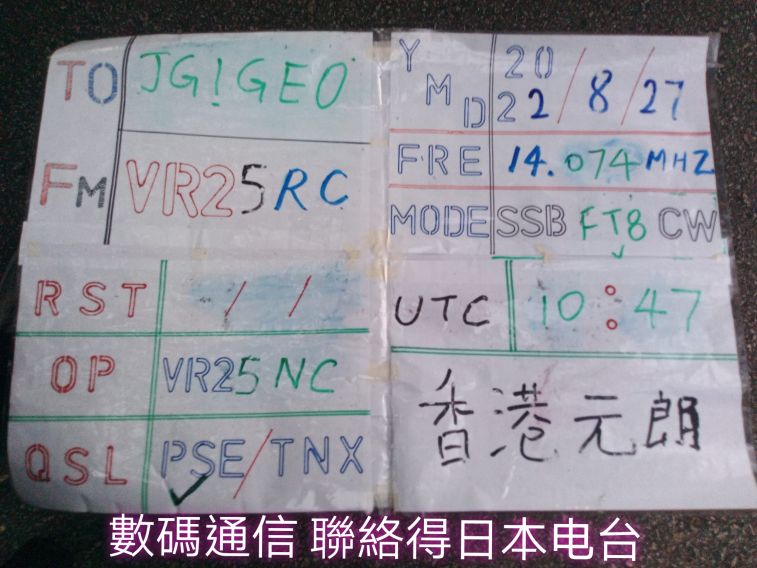 TO JG!GEO
FM VR25RC
Y M D 2022/8/27
FRE 14.074MHZ
MODE SSB FT8 CW
RST / /
OP VR25NC
QSL PSE/TNX
UTC 10:47
香港元朗
數碼通信 聯絡得日本电台